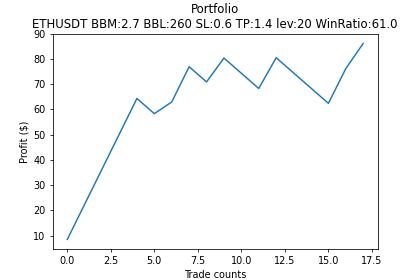 Portfolio
ETHUSDT BBM:2.7 BBL:260 SL:0.6 TP:1.4 lev:20 WinRatio:61.0
90
80
70
60
50
40
30
20
10
Profit ($)
0.0 2.5 5.0 7.5 10.0 12.5 15.0 17.5
Trade counts